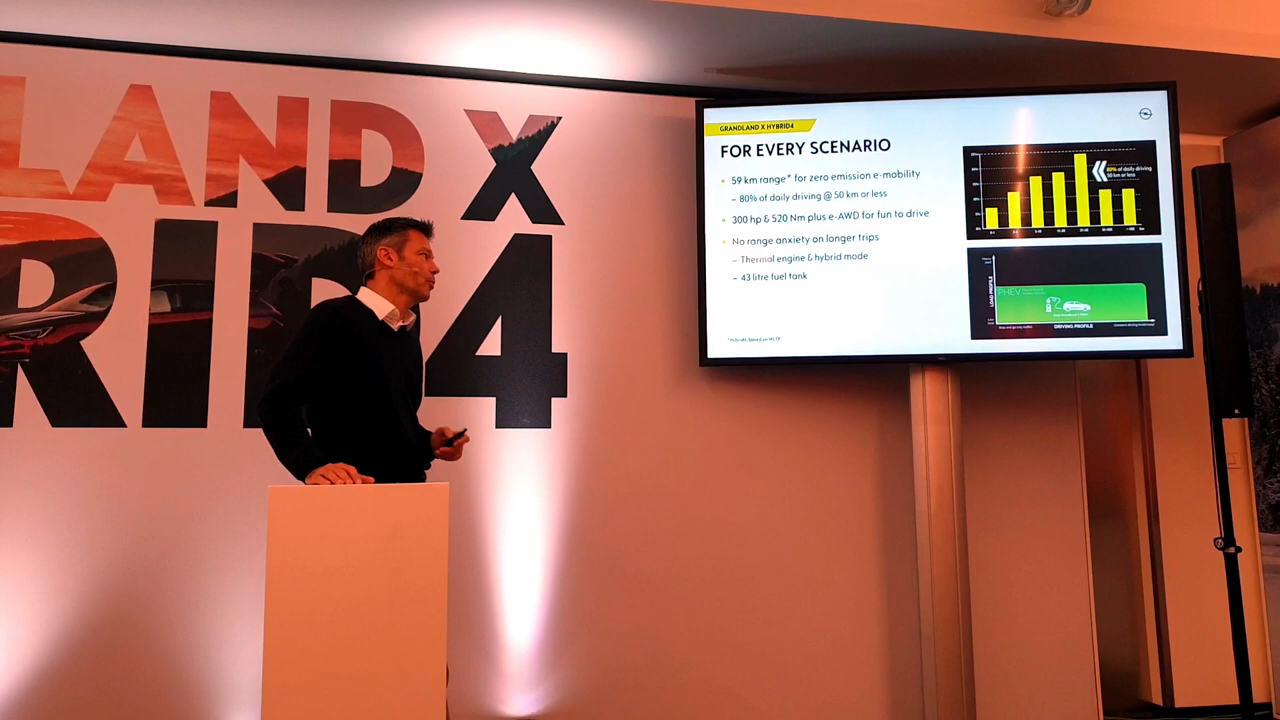 LAND X
RID4
GRANDLAND X HYBRID4
FOR EVERY SCENARIO
• 59 km range* for zero emission e-mobility
– 80% of daily driving @ 50 km or less
• 300 hp & 520 Nm plus e-AWD for fun to drive
• No range anxiety on longer trips
– Thermal engine & hybrid mode
– 43 litre fuel tank
80% of daily driving
50 km or less
LOAD PROFILE
PHEV
DRIVING PROFILE